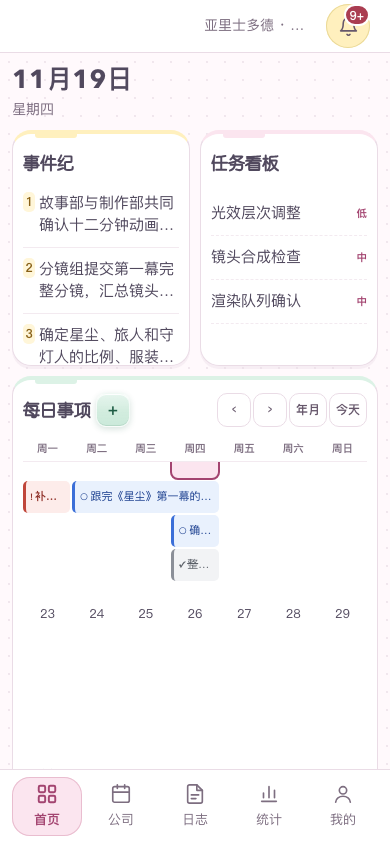 亚里士多德 · ...
9+
11月19日
星期四
事件纪
1 故事部与制作部共同
确认十二分钟动画...
2 分镜组提交第一幕完
整分镜，汇总镜头...
3 确定星尘、旅人和守
灯人的比例、服装...
任务看板
光效层次调整 低
镜头合成检查 中
渲染队列确认 中
每日事项 + ‹ › 年月 今天
周一 周二 周三 周四 周五 周六 周日
! 补... ○ 跟完《星尘》第一幕的...
○ 确...
✓整...
23 24 25 26 27 28 29
首页 公司 日志 统计 我的